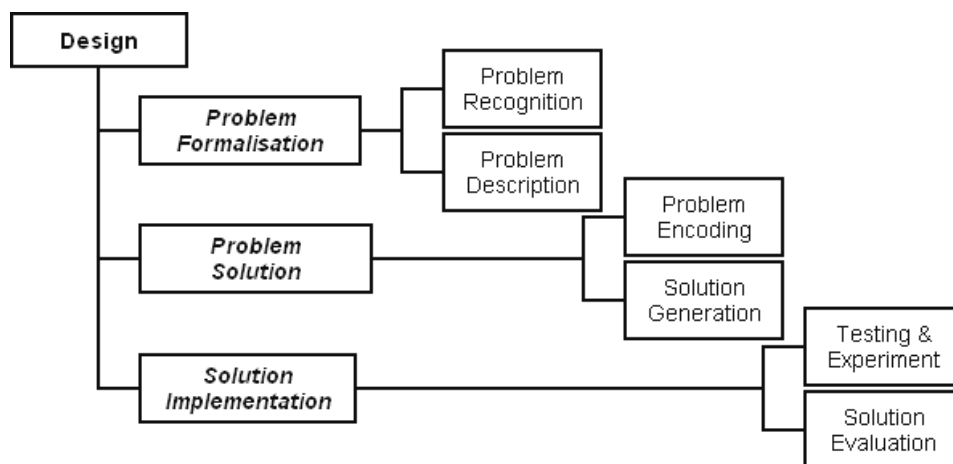 Design
Problem
Formalisation
Problem
Recognition
Problem
Description
Problem
Solution
Problem
Encoding
Solution
Generation
Solution
Implementation
Testing &
Experiment
Solution
Evaluation